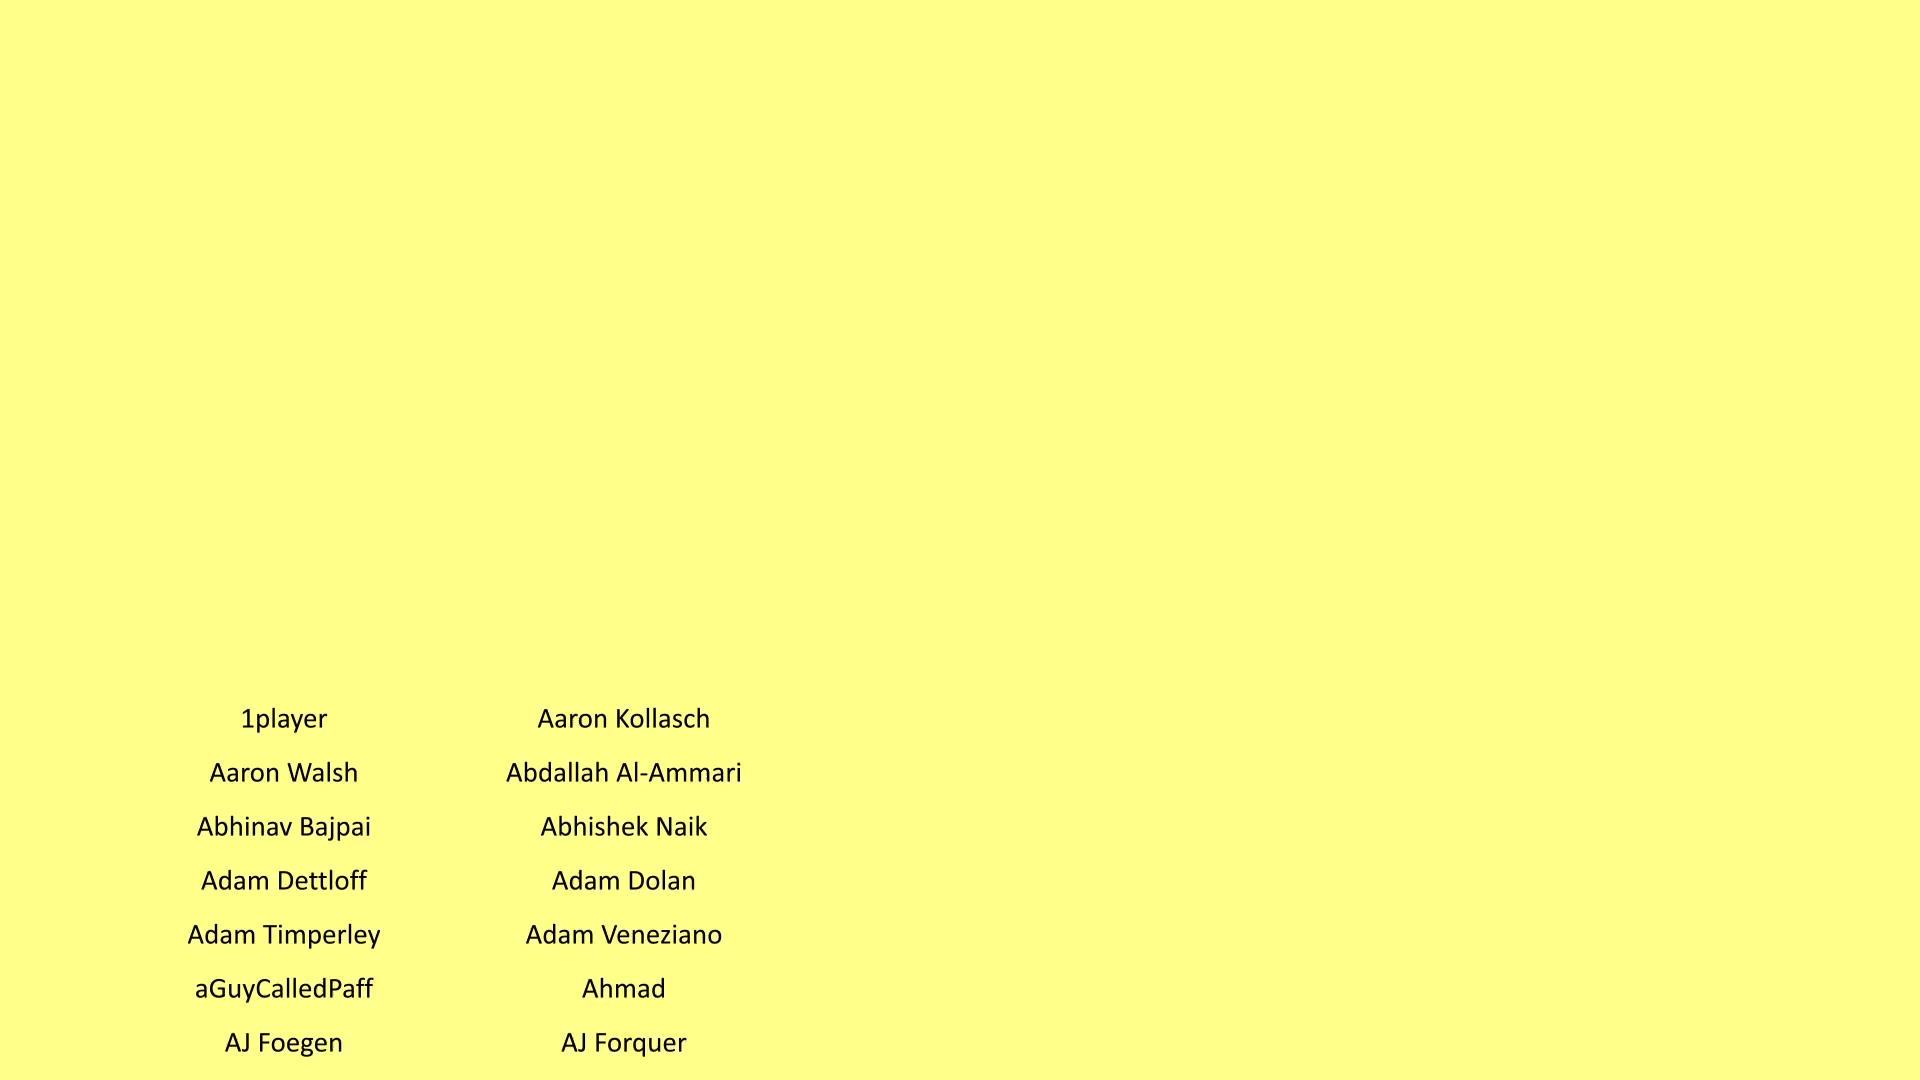 1player Aaron Kollasch
Aaron Walsh Abdallah Al-Ammari
Abhinav Bajpai Abhishek Naik
Adam Dettloff Adam Dolan
Adam Timperley Adam Veneziano
aGuyCalledPaff Ahmad
AJ Foegen AJ Forquer